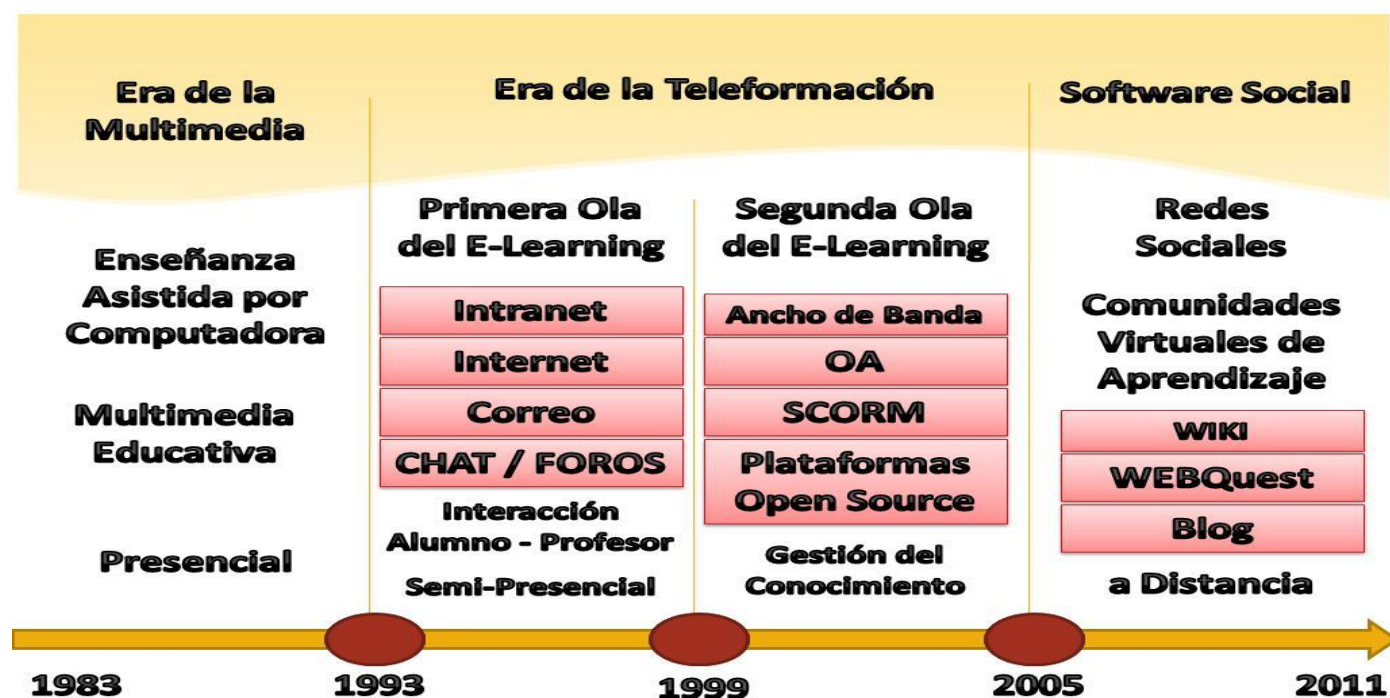 Era de la
Multimedia
Era de la Teleformación
Software Social
Enseñanza
Asistida por
Computadora
Multimedia
Educativa
Presencial
Primera Ola
del E-Learning
Intranet
Internet
Correo
CHAT / FOROS
Interacción
Alumno - Profesor
Semi-Presencial
Segunda Ola
del E-Learning
Ancho de Banda
OA
SCORM
Plataformas
Open Source
Gestión del
Conocimiento
Redes
Sociales
Comunidades
Virtuales de
Aprendizaje
WIKI
WEBQuest
Blog
a Distancia
1983
1993
1999
2005
2011